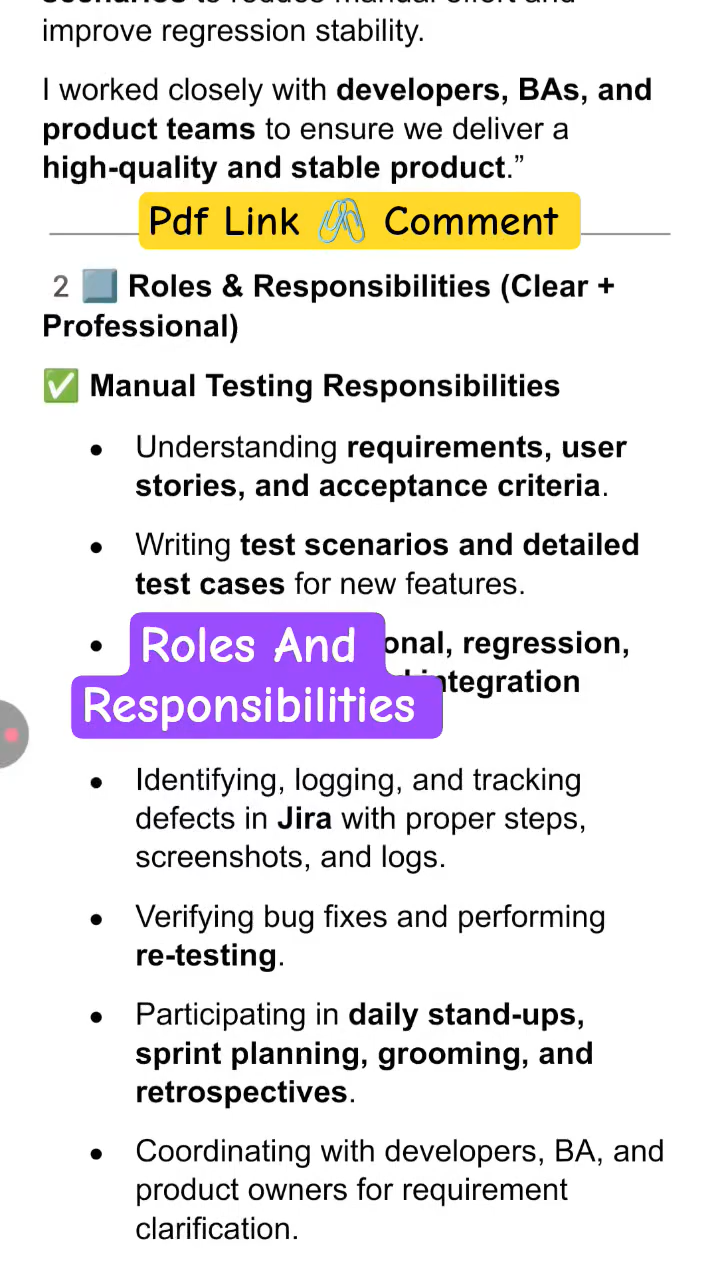 improve regression stability.
I worked closely with developers, BAs, and
product teams to ensure we deliver a
high-quality and stable product.”
Pdf Link 🖇️ Comment
2 Roles & Responsibilities (Clear +
Professional)
✅ Manual Testing Responsibilities
• Understanding requirements, user
stories, and acceptance criteria.
• Writing test scenarios and detailed
test cases for new features.
• regression,
Roles And
Responsibilities
• Identifying, logging, and tracking
defects in Jira with proper steps,
screenshots, and logs.
• Verifying bug fixes and performing
re-testing.
• Participating in daily stand-ups,
sprint planning, grooming, and
retrospectives.
• Coordinating with developers, BA, and
product owners for requirement
clarification.